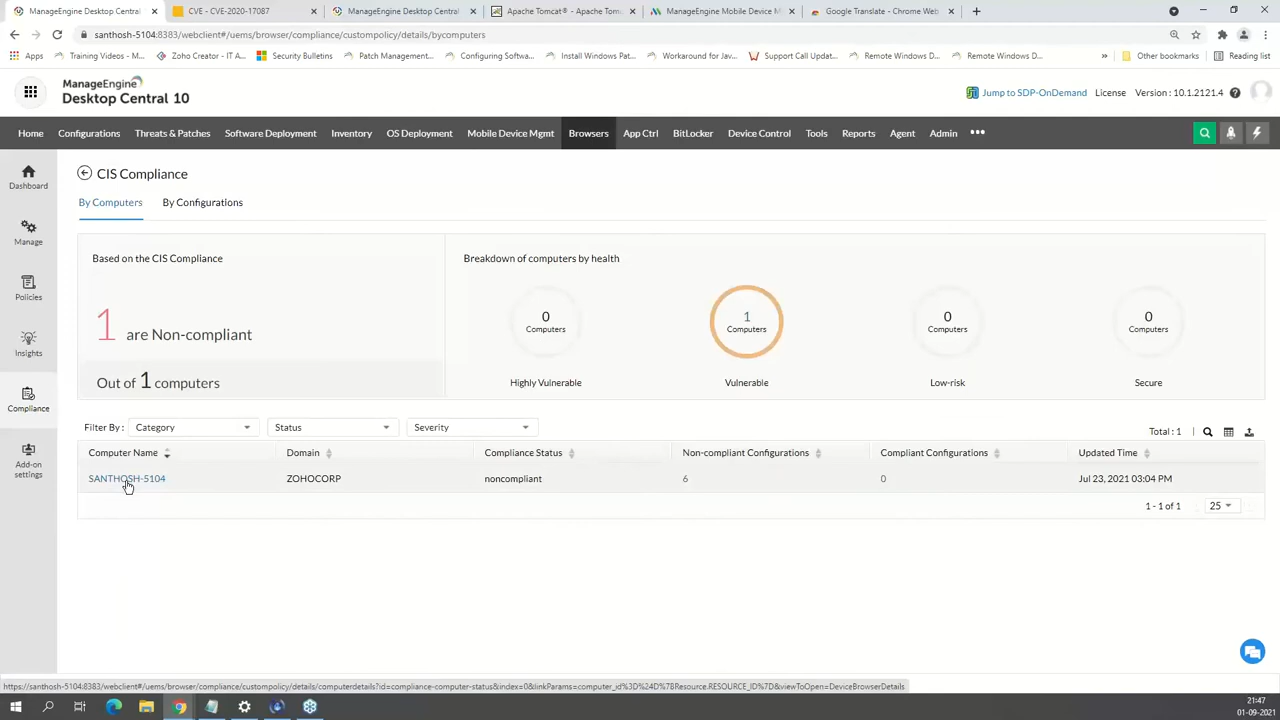 ManageEngine Desktop Central 10
CVE - CVE-2020-17087
ManageEngine Desktop Central
Apache Tomcat® - Apache Tomc
ManageEngine Mobile Device M
Google Translate - Chrome Web
santhosh-5104:8383/webclient#/uems/browser/compliance/custompolicy/details/bycomputers
Apps
Training Videos - M...
Zoho Creator - IT A...
Security Bulletins
Patch Management...
Configuring Softwar...
Install Windows Pat...
Workaround for Jav...
Support Call Updat...
Remote Windows D...
Remote Windows D...
»
Other bookmarks
Reading list
ManageEngine
Desktop Central 10
Jump to SDP-OnDemand
License
Version : 10.1.2121.4
Home
Configurations
Threats & Patches
Software Deployment
Inventory
OS Deployment
Mobile Device Mgmt
Browsers
App Ctrl
BitLocker
Device Control
Tools
Reports
Agent
Admin
•••
Dashboard
Manage
Policies
Insights
Compliance
Add-on
settings
CIS Compliance
By Computers
By Configurations
Based on the CIS Compliance
1 are Non-compliant
Out of 1 computers
Breakdown of computers by health
0
Computers
Highly Vulnerable
1
Computers
Vulnerable
0
Computers
Low-risk
0
Computers
Secure
Filter By :
Category
Status
Severity
Total : 1
Computer Name
Domain
Compliance Status
Non-compliant Configurations
Compliant Configurations
Updated Time
SANTHOSH-5104
ZOHOCORP
noncompliant
6
0
Jul 23, 2021 03:04 PM
1 - 1 of 1
25
https://santhosh-5104:8383/webclient#/uems/browser/compliance/custompolicy/details/computerdetails?id=compliance-computer-status&index=0&linkParams=computer_id%3D%24D%7BResource.RESOURCE_ID%7D&viewToOpen=DeviceBrowserDetails
21:47
01-09-2021